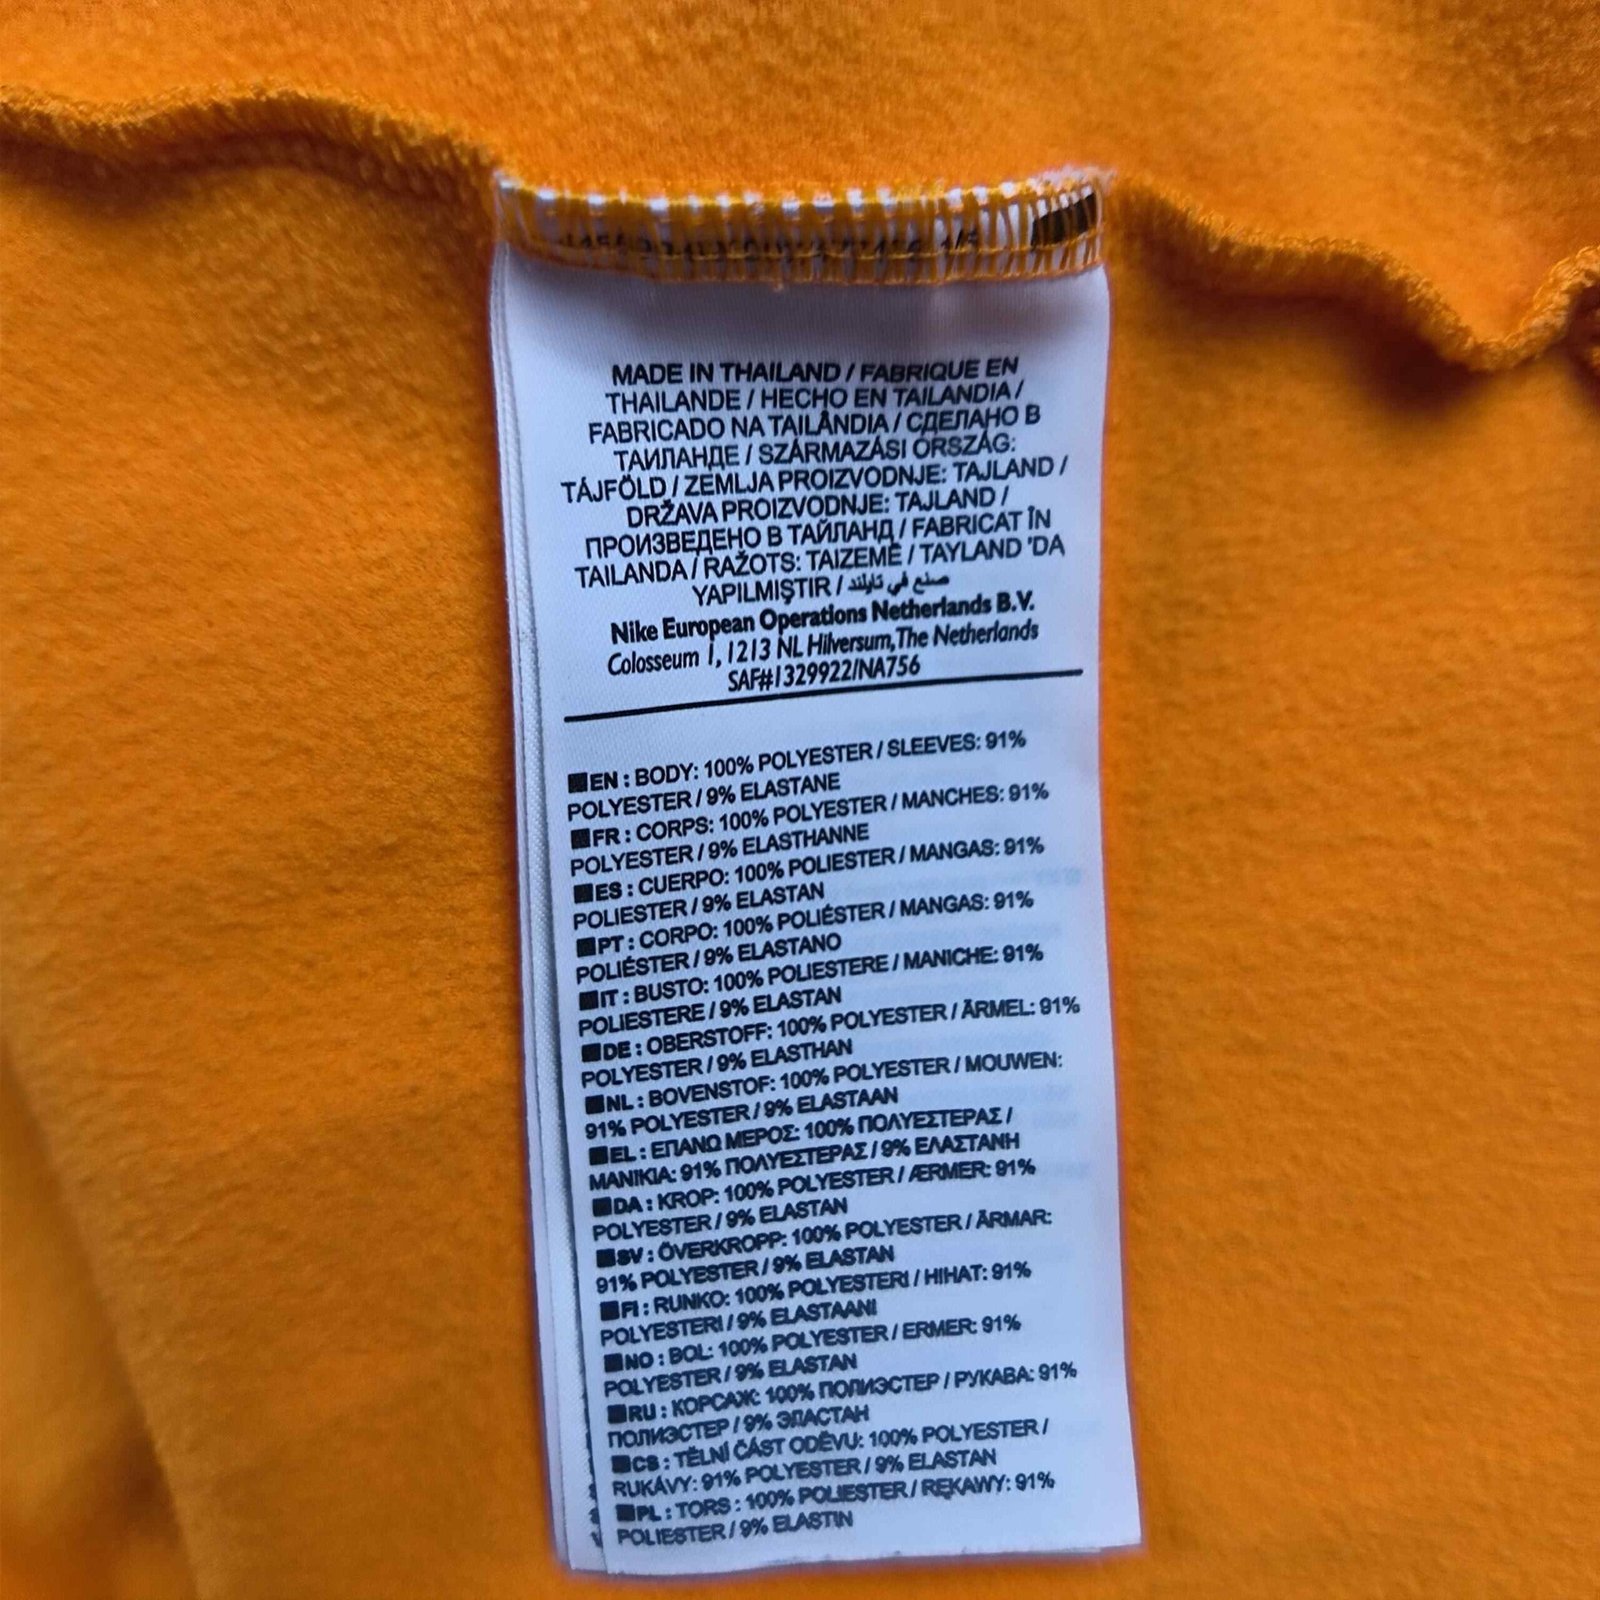 MADE IN THAILAND / FABRIQUE EN
THAILANDE / HECHO EN TAILANDIA /
FABRICADO NA TAILÂNDIA / СДЕЛАНО В
ТАИЛАНДЕ / SZÁRMAZÁSI ORSZÁG:
TÁJFÖLD / ZEMLJA PROIZVODNJE: TAJLAND /
DRŽAVA PROIZVODNJE: TAJLAND /
ПРОИЗВЕДЕНО В ТАЙЛАНД / FABRICAT ÎN
TAILANDA / RAŽOTS: TAIZEMĒ / TAYLAND 'DA
YAPILMIŞTIR / صنع في تايلند
Nike European Operations Netherlands B.V.
Colosseum 1, 1213 NL Hilversum, The Netherlands
SAF#1329922/NA756
EN : BODY: 100% POLYESTER / SLEEVES: 91%
POLYESTER / 9% ELASTANE
FR : CORPS: 100% POLYESTER / MANCHES: 91%
POLYESTER / 9% ELASTHANNE
ES : CUERPO: 100% POLIESTER / MANGAS: 91%
POLIESTER / 9% ELASTAN
PT : CORPO: 100% POLIÉSTER / MANGAS: 91%
POLIÉSTER / 9% ELASTANO
IT : BUSTO: 100% POLIESTERE / MANICHE: 91%
POLIESTERE / 9% ELASTAN
DE : OBERSTOFF: 100% POLYESTER / ÄRMEL: 91%
POLYESTER / 9% ELASTHAN
NL : BOVENSTOF: 100% POLYESTER / MOUWEN:
91% POLYESTER / 9% ELASTAAN
EL : ΕΠΑΝΩ ΜΕΡΟΣ: 100% ΠΟΛΥΕΣΤΕΡΑΣ /
ΜΑΝΙΚΙΑ: 91% ΠΟΛΥΕΣΤΕΡΑΣ / 9% ΕΛΑΣΤΑΝΗ
DA : KROP: 100% POLYESTER / ÆRMER: 91%
POLYESTER / 9% ELASTAN
SV : ÖVERKROPP: 100% POLYESTER / ÄRMAR:
91% POLYESTER / 9% ELASTAN
FI : RUNKO: 100% POLYESTERI / HIHAT: 91%
POLYESTERI / 9% ELASTAANI
NO : BOL: 100% POLYESTER / ERMER: 91%
POLYESTER / 9% ELASTAN
RU : КОРСАЖ: 100% ПОЛИЭСТЕР / РУКАВА: 91%
ПОЛИЭСТЕР / 9% ЭЛАСТАН
CS : TĚLNÍ ČÁST ODĚVU: 100% POLYESTER /
RUKÁVY: 91% POLYESTER / 9% ELASTAN
PL : TORS : 100% POLIESTER / RĘKAWY: 91%
POLIESTER / 9% ELASTIN